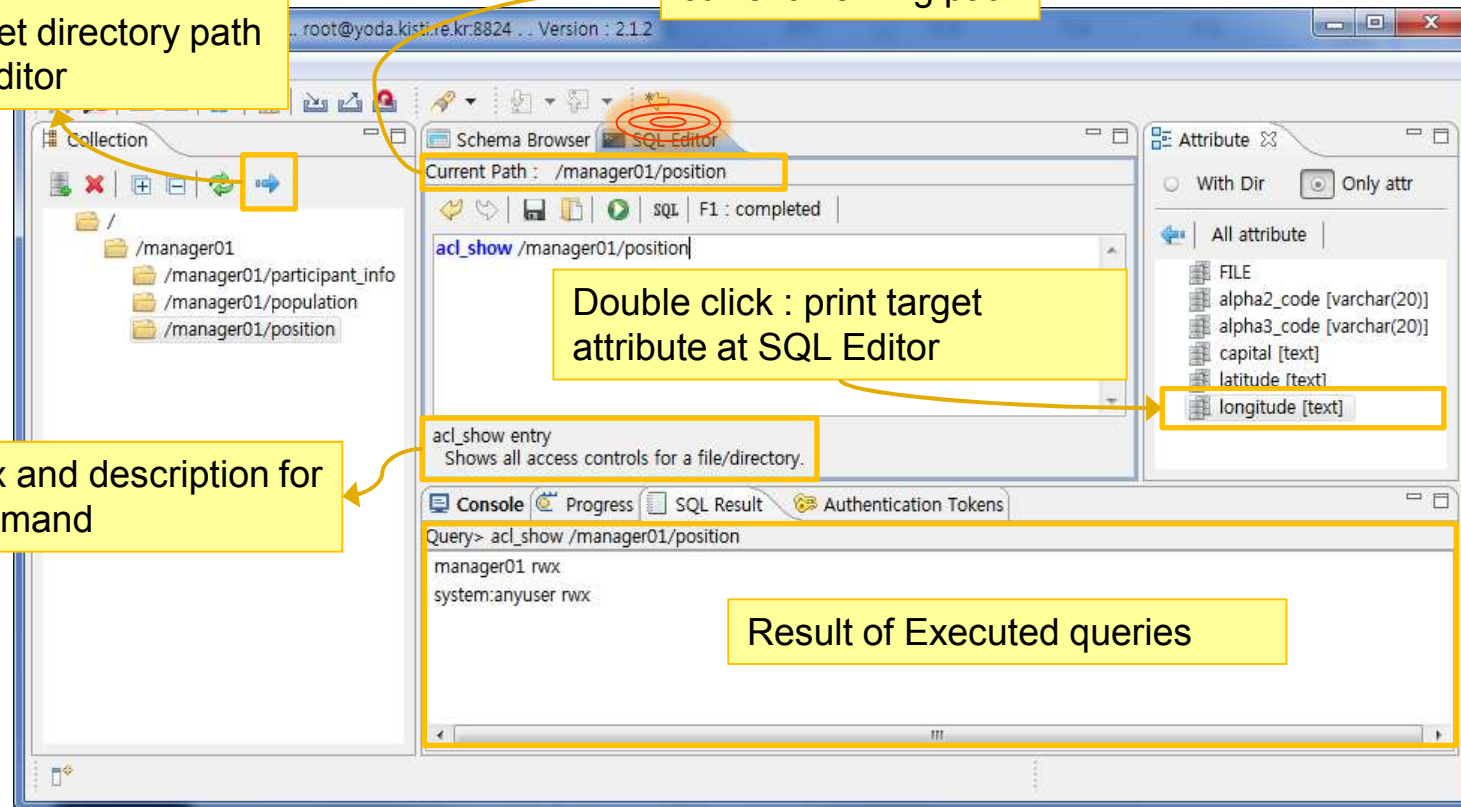 et directory path
ditor
.. root@yoda.kisti.re.kr:8824 . . Version : 2.1.2
Collection
/
/manager01
/manager01/participant_info
/manager01/population
/manager01/position
Schema Browser
SQL Editor
Current Path : /manager01/position
SQL
F1 : completed
acl_show /manager01/position
Double click : print target
attribute at SQL Editor
acl_show entry
Shows all access controls for a file/directory.
x and description for
mand
Attribute
With Dir
Only attr
All attribute
FILE
alpha2_code [varchar(20)]
alpha3_code [varchar(20)]
capital [text]
latitude [text]
longitude [text]
Console
Progress
SQL Result
Authentication Tokens
Query> acl_show /manager01/position
manager01 rwx
system:anyuser rwx
Result of Executed queries